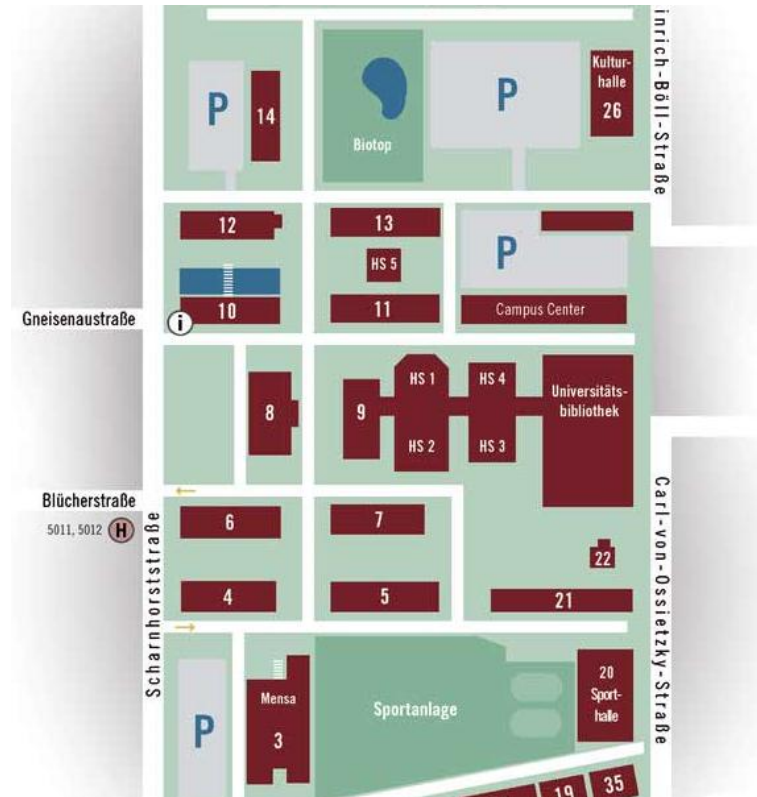 inrich-Böll-Straße
Kultur-
halle
26
P
P
14
Biotop
12
13
P
HS 5
Gneisenaustraße
i
10
11
Campus Center
HS 1
HS 4
Universitäts-
bibliothek
8
9
HS 2
HS 3
Blücherstraße
5011, 5012 H
6
7
22
4
5
21
Scharnhorststraße
Carl-von-Ossietzky-Straße
Mensa
3
P
Sportanlage
20
Sport-
halle
19
35